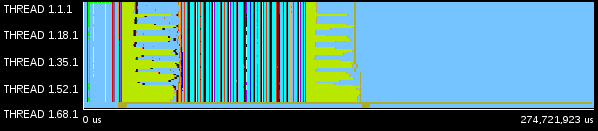 THREAD 1.1.1
THREAD 1.18.1
THREAD 1.35.1
THREAD 1.52.1
THREAD 1.68.1
0 us 274,721,923 us